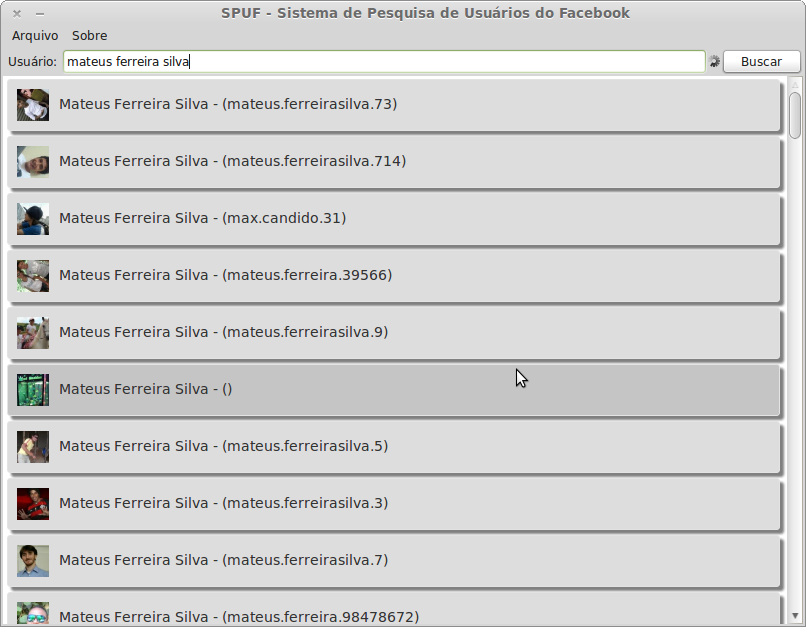 SPUF - Sistema de Pesquisa de Usuários do Facebook
Arquivo Sobre
Usuário: mateus ferreira silva Buscar
Mateus Ferreira Silva - (mateus.ferreirasilva.73)
Mateus Ferreira Silva - (mateus.ferreirasilva.714)
Mateus Ferreira Silva - (max.candido.31)
Mateus Ferreira Silva - (mateus.ferreira.39566)
Mateus Ferreira Silva - (mateus.ferreirasilva.9)
Mateus Ferreira Silva - ()
Mateus Ferreira Silva - (mateus.ferreirasilva.5)
Mateus Ferreira Silva - (mateus.ferreirasilva.3)
Mateus Ferreira Silva - (mateus.ferreirasilva.7)
Mateus Ferreira Silva - (mateus.ferreira.98478672)